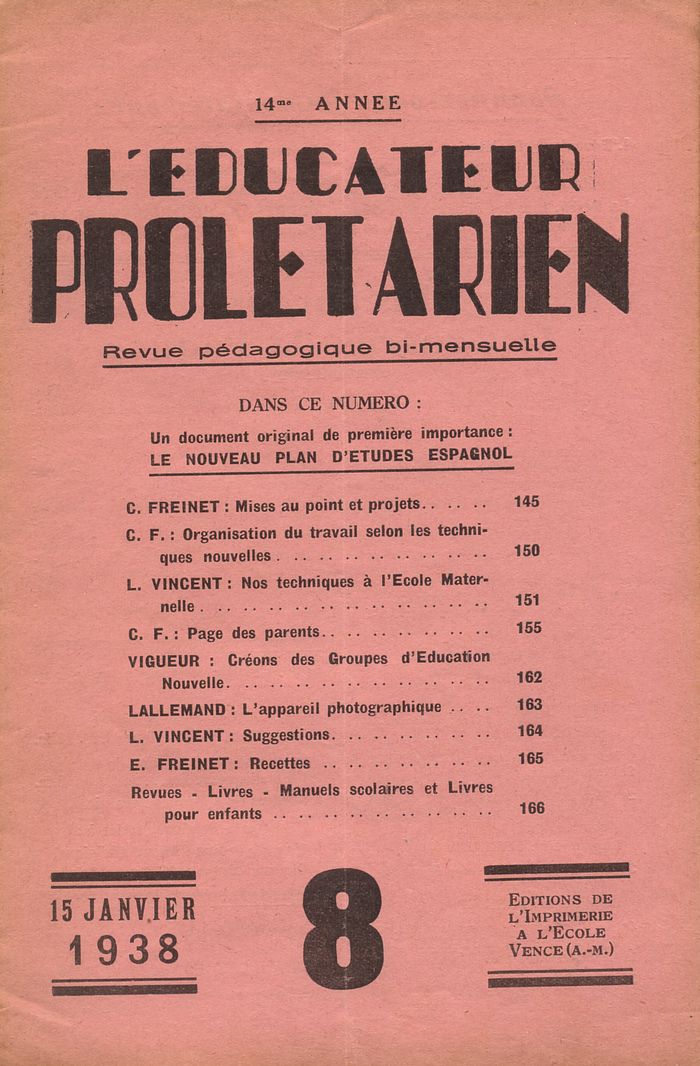 14me ANNEE
L'EDUCATEUR
PROLETARIEN
Revue pédagogique bi-mensuelle
DANS CE NUMERO :
Un document original de première importance :
LE NOUVEAU PLAN D'ETUDES ESPAGNOL
C. FREINET : Mises au point et projets. . . . . . 145
C. F. : Organisation du travail selon les techni-
ques nouvelles . . . . . . . . . . . . . . . . 150
L. VINCENT : Nos techniques à l'Ecole Mater-
nelle . . . . . . . . . . . . . . . . . . . . . 151
C. F. : Page des parents. . . . . . . . . . . . . 155
VIGUEUR : Créons des Groupes d'Education
Nouvelle. . . . . . . . . . . . . . . . . . . . 162
LALLEMAND : L'appareil photographique . . . . 163
L. VINCENT : Suggestions. . . . . . . . . . . . 164
E. FREINET : Recettes . . . . . . . . . . . . . 165
Revues - Livres - Manuels scolaires et Livres
pour enfants . . . . . . . . . . . . . . . . . 166
15 JANVIER
1938
8
EDITIONS DE
L'IMPRIMERIE
A L'ECOLE
VENCE (A.-M.)